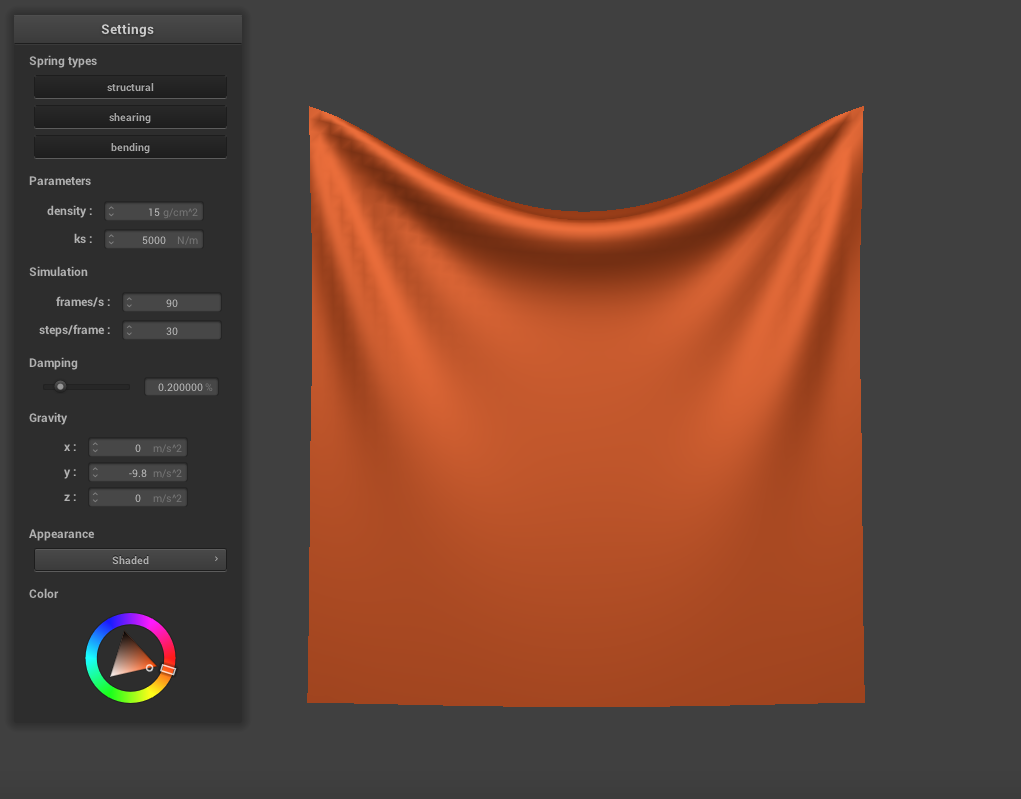 Settings
Spring types
structural
shearing
bending
Parameters
density : 15 g/cm^2
ks : 5000 N/m
Simulation
frames/s : 90
steps/frame : 30
Damping
0.200000 %
Gravity
x : 0 m/s^2
y : -9.8 m/s^2
z : 0 m/s^2
Appearance
Shaded ›
Color